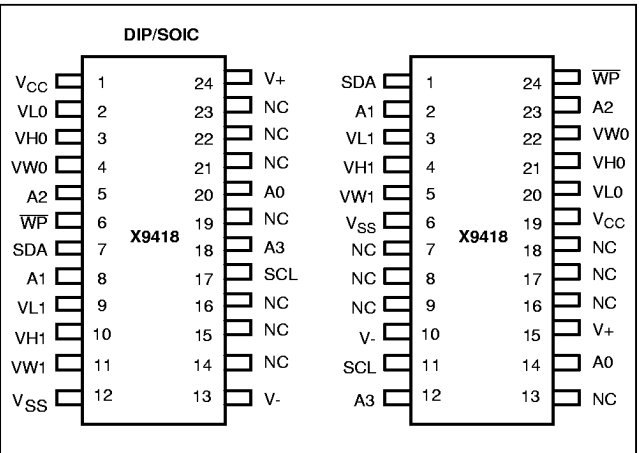 DIP/SOIC
VCC 1 24 V+
VL0 2 23 NC
VH0 3 22 NC
VW0 4 21 NC
A2 5 20 A0
WP 6 19 NC
X9418
SDA 7 18 A3
A1 8 17 SCL
VL1 9 16 NC
VH1 10 15 NC
VW1 11 14 NC
VSS 12 13 V-
SDA 1 24 WP
A1 2 23 A2
VL1 3 22 VW0
VH1 4 21 VH0
VW1 5 20 VL0
VSS 6 19 VCC
X9418
NC 7 18 NC
NC 8 17 NC
NC 9 16 NC
V- 10 15 V+
SCL 11 14 A0
A3 12 13 NC